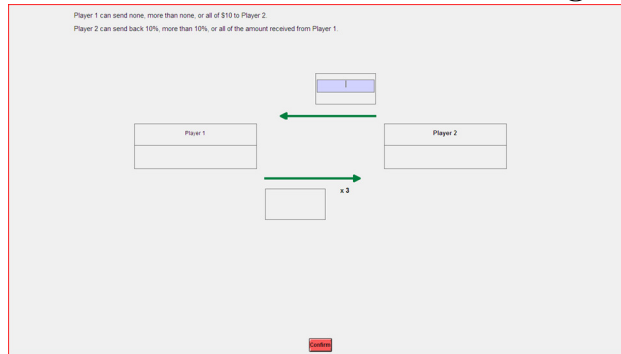 Player 1 can send none, more than none, or all of $10 to Player 2.
Player 2 can send back 10%, more than 10%, or all of the amount received from Player 1.
Player 1
Player 2
x 3
Confirm